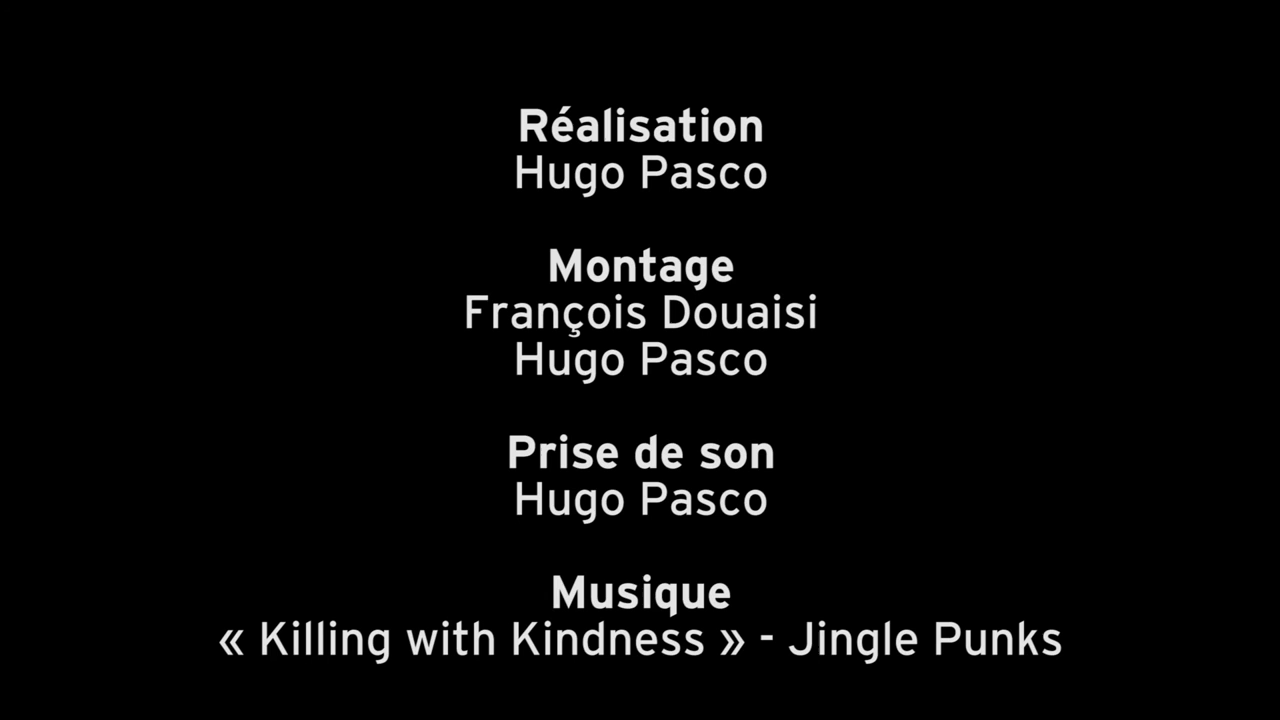 Réalisation
Hugo Pasco
Montage
François Douaisi
Hugo Pasco
Prise de son
Hugo Pasco
Musique
« Killing with Kindness » - Jingle Punks